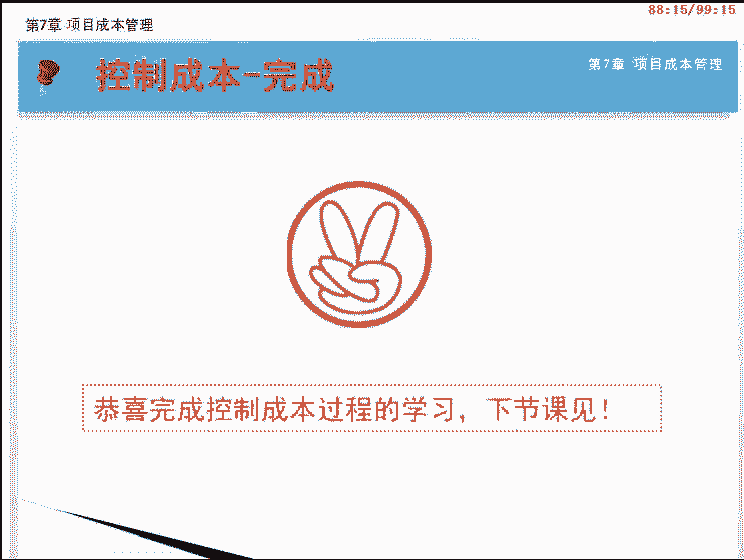 88:15/99:15
第7章 项目成本管理
控制成本-完成
第7章 项目成本管理
恭喜完成控制成本过程的学习，下节课见！